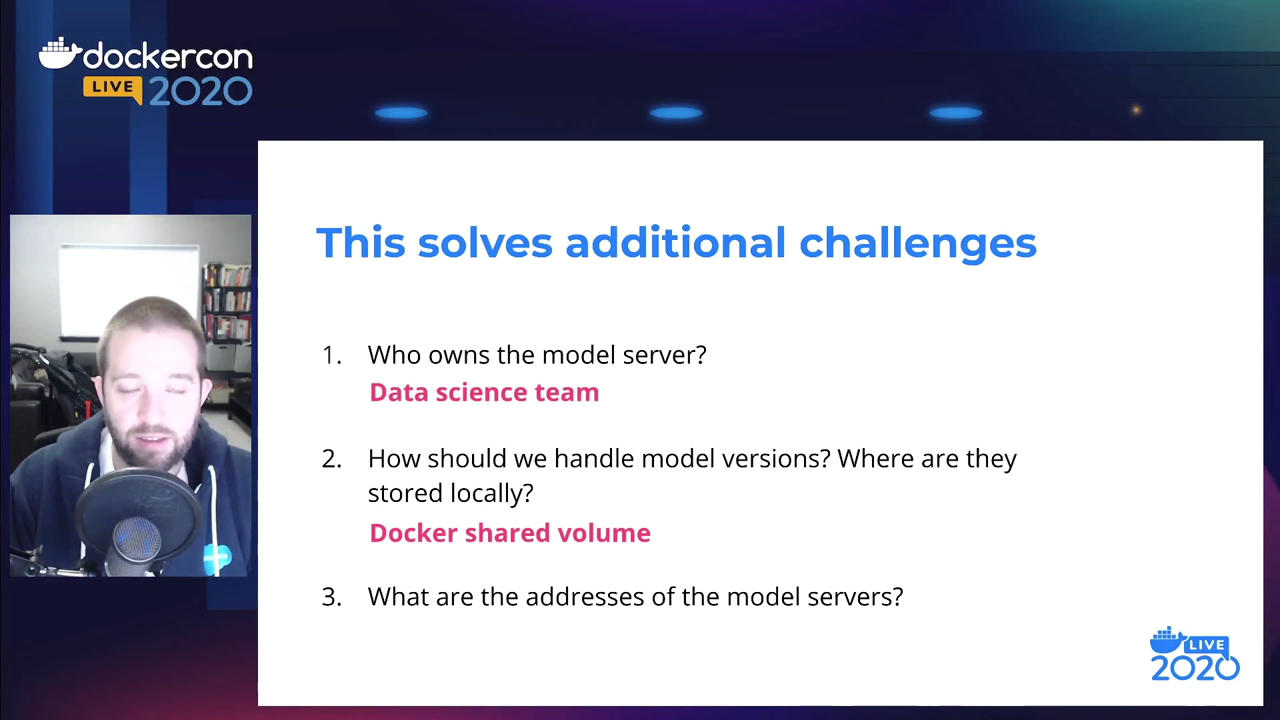 dockercon
LIVE 2020
This solves additional challenges
1. Who owns the model server?
Data science team
2. How should we handle model versions? Where are they
stored locally?
Docker shared volume
3. What are the addresses of the model servers?
LIVE
2020